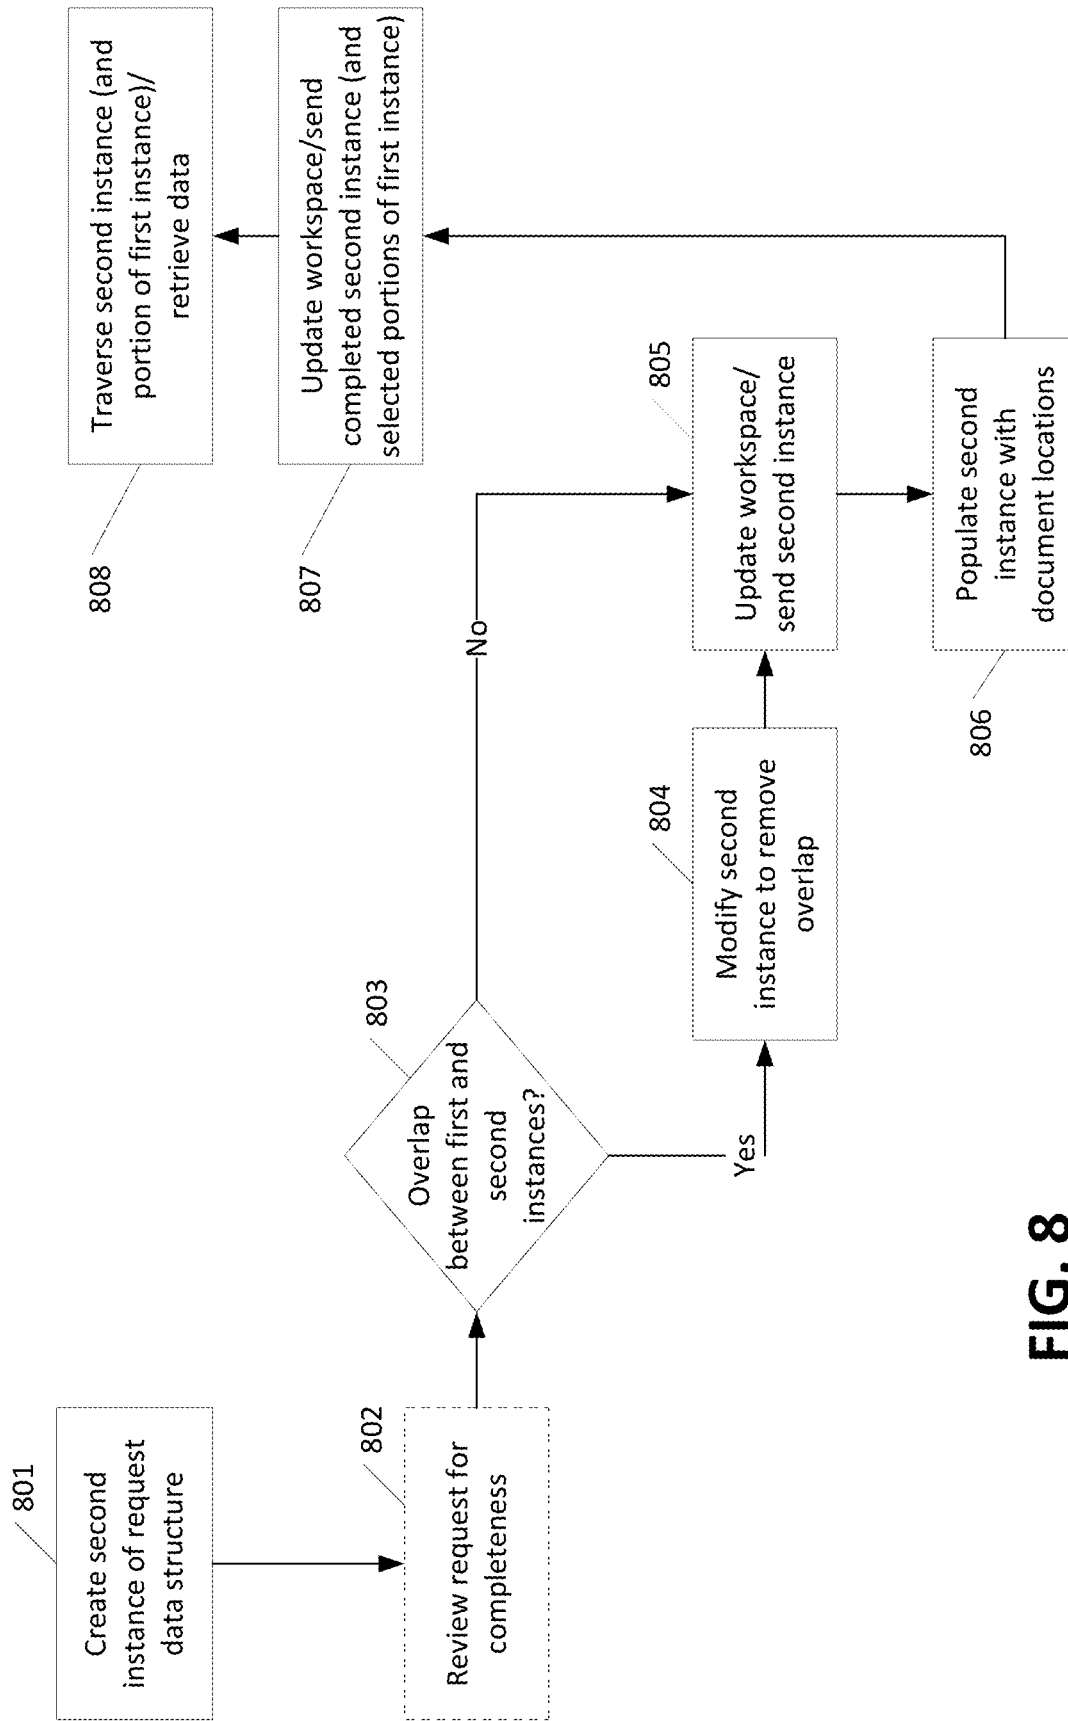 801
Create second
instance of request
data structure
802
Review request for
completeness
803
Overlap
between first and
second
instances?
No
Yes
804
Modify second
instance to remove
overlap
805
Update workspace/
send second instance
806
Populate second
instance with
document locations
807
Update workspace/send
completed second instance (and
selected portions of first instance)
808
Traverse second instance (and
portion of first instance)/
retrieve data
FIG. 8